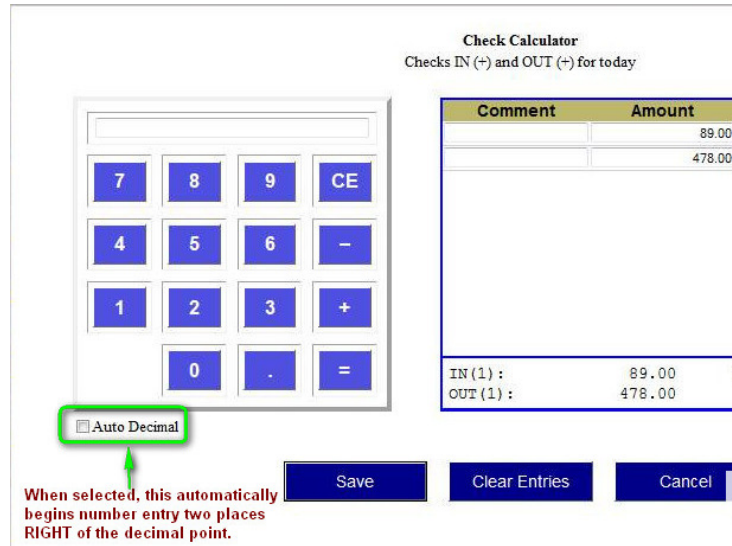 Check Calculator
Checks IN (+) and OUT (+) for today
Comment Amount
89.00
478.00
7 8 9 CE
4 5 6 –
1 2 3 +
0 . =
IN(1): 89.00
OUT(1): 478.00
Auto Decimal
Save Clear Entries Cancel
When selected, this automatically
begins number entry two places
RIGHT of the decimal point.